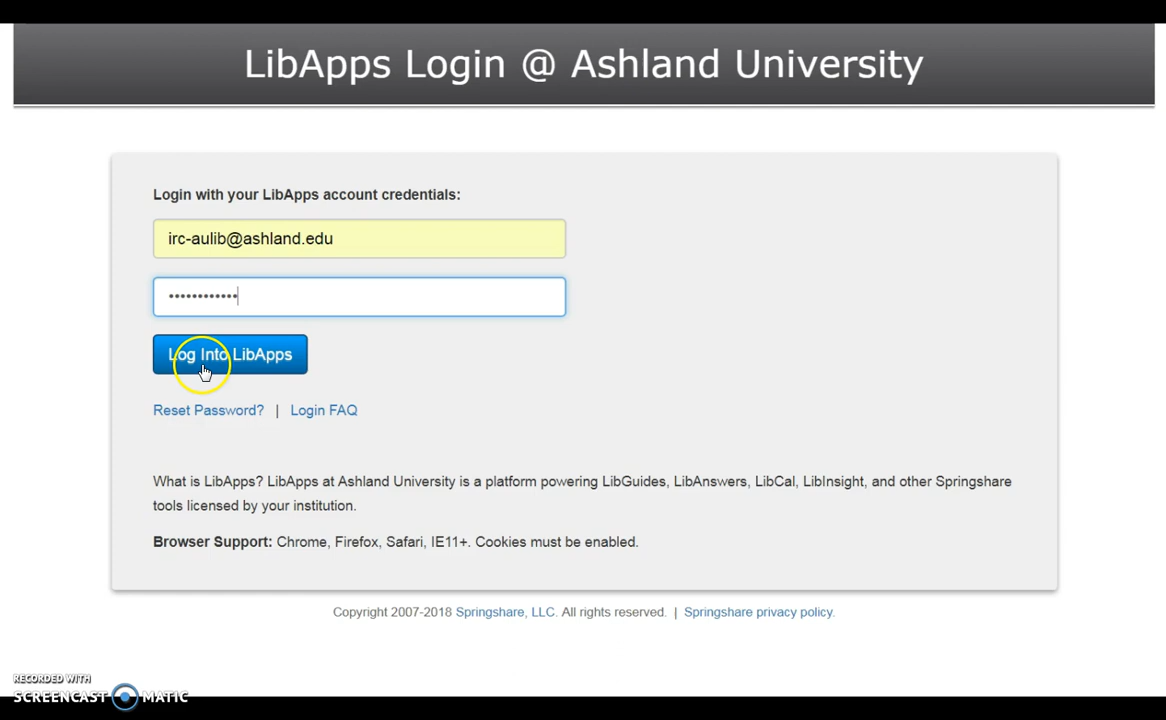 LibApps Login @ Ashland University
Login with your LibApps account credentials:
irc-aulib@ashland.edu
••••••••••••
Log Into LibApps
Reset Password? | Login FAQ
What is LibApps? LibApps at Ashland University is a platform powering LibGuides, LibAnswers, LibCal, LibInsight, and other Springshare
tools licensed by your institution.
Browser Support: Chrome, Firefox, Safari, IE11+. Cookies must be enabled.
Copyright 2007-2018 Springshare, LLC. All rights reserved. | Springshare privacy policy.
RECORDED WITH
SCREENCAST MATIC